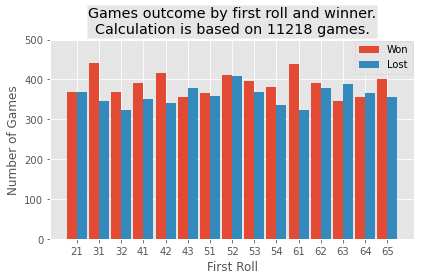 Games outcome by first roll and winner.
Calculation is based on 11218 games.
Won
Lost
Number of Games
500
400
300
200
100
0
21 31 32 41 42 43 51 52 53 54 61 62 63 64 65
First Roll